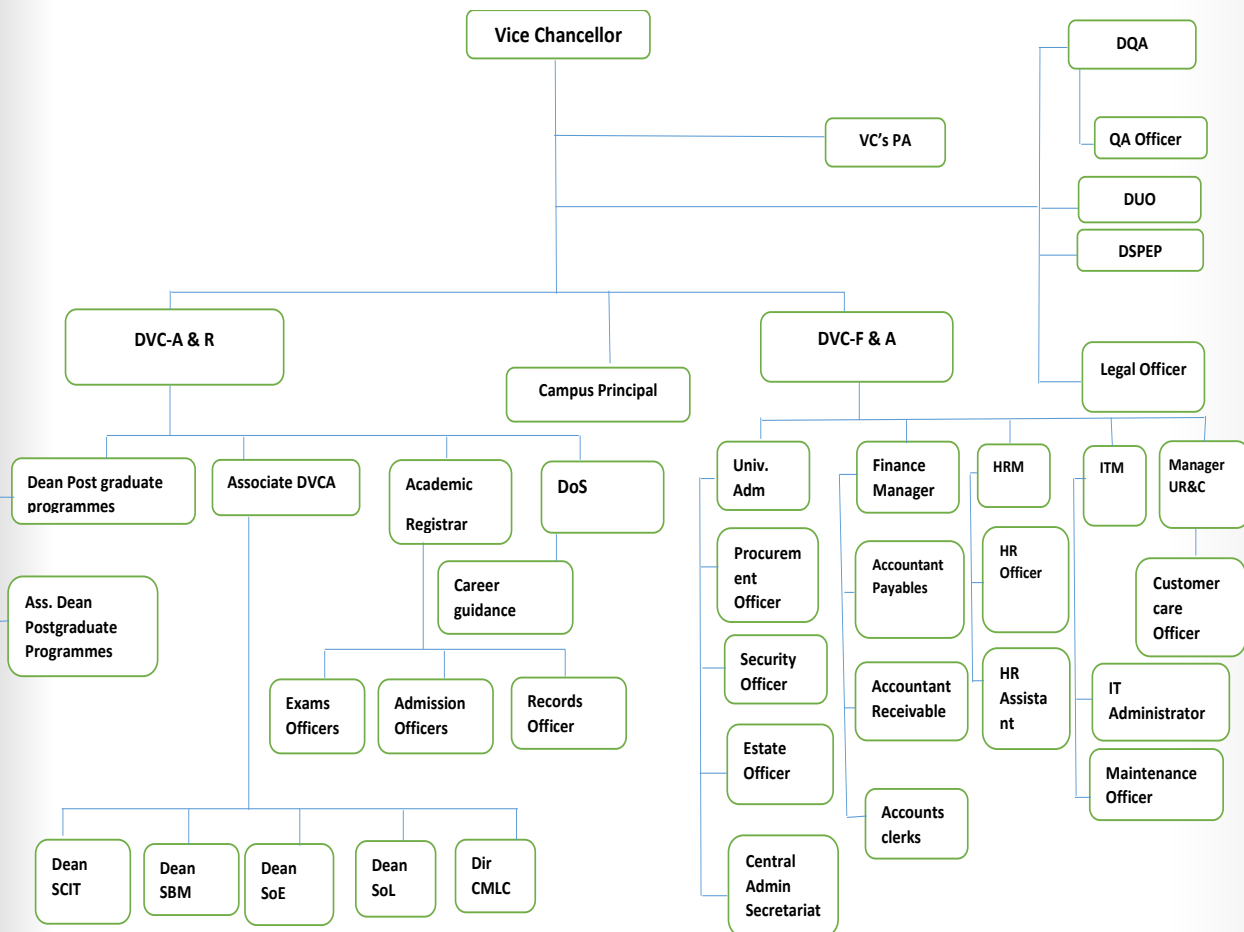 Vice Chancellor
DQA
VC's PA
QA Officer
DUO
DSPEP
DVC-A & R
DVC-F & A
Campus Principal
Legal Officer
Dean Post graduate
programmes
Associate DVCA
Academic
Registrar
DoS
Univ.
Adm
Finance
Manager
HRM
ITM
Manager
UR&C
Ass. Dean
Postgraduate
Programmes
Career
guidance
Procurem
ent
Officer
Accountant
Payables
HR
Officer
Customer
care
Officer
Exams
Officers
Admission
Officers
Records
Officer
Security
Officer
Accountant
Receivable
HR
Assista
nt
IT
Administrator
Estate
Officer
Maintenance
Officer
Accounts
clerks
Dean
SCIT
Dean
SBM
Dean
SoE
Dean
SoL
Dir
CMLC
Central
Admin
Secretariat